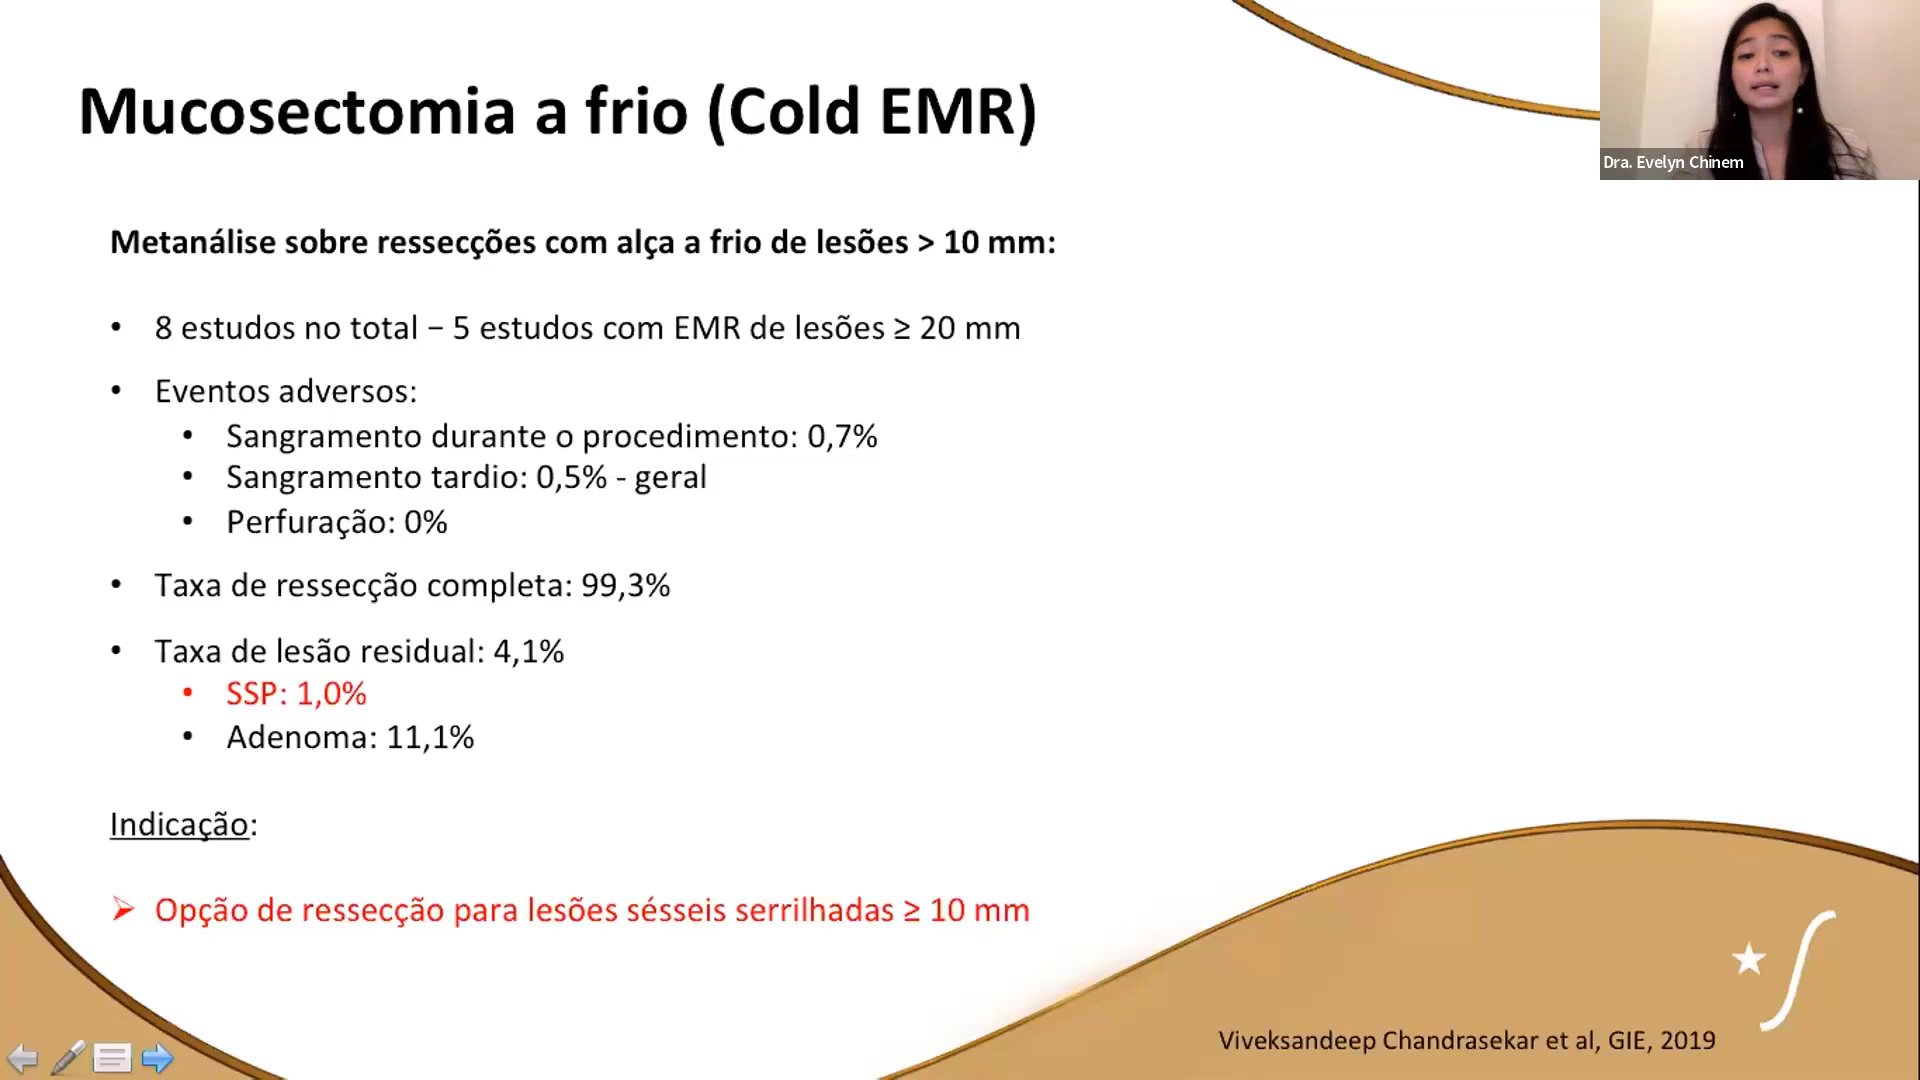 Mucosectomia a frio (Cold EMR)
Dra. Evelyn Chinem
Metanálise sobre ressecções com alça a frio de lesões > 10 mm:
• 8 estudos no total − 5 estudos com EMR de lesões ≥ 20 mm
• Eventos adversos:
• Sangramento durante o procedimento: 0,7%
• Sangramento tardio: 0,5% - geral
• Perfuração: 0%
• Taxa de ressecção completa: 99,3%
• Taxa de lesão residual: 4,1%
• SSP: 1,0%
• Adenoma: 11,1%
Indicação:
➢ Opção de ressecção para lesões sésseis serrilhadas ≥ 10 mm
Viveksandeep Chandrasekar et al, GIE, 2019